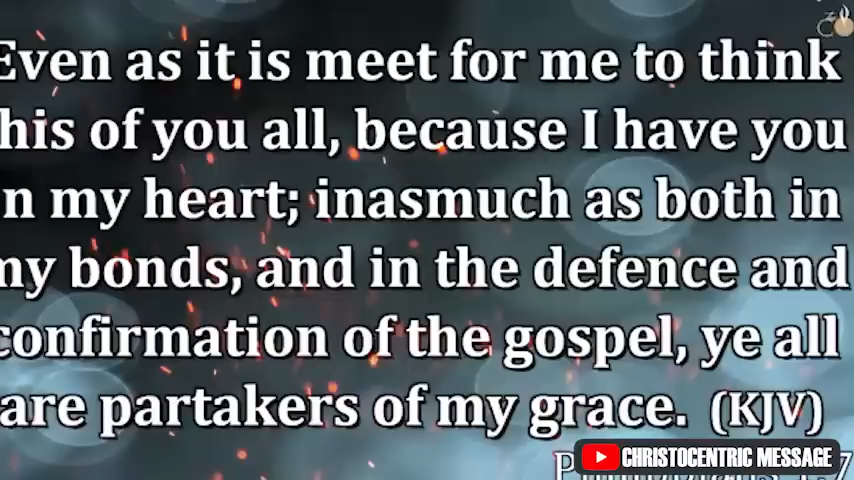 Even as it is meet for me to think
his of you all, because I have you
n my heart; inasmuch as both in
my bonds, and in the defence and
confirmation of the gospel, ye all
are partakers of my grace. (KJV)
CHRISTOCENTRIC MESSAGE